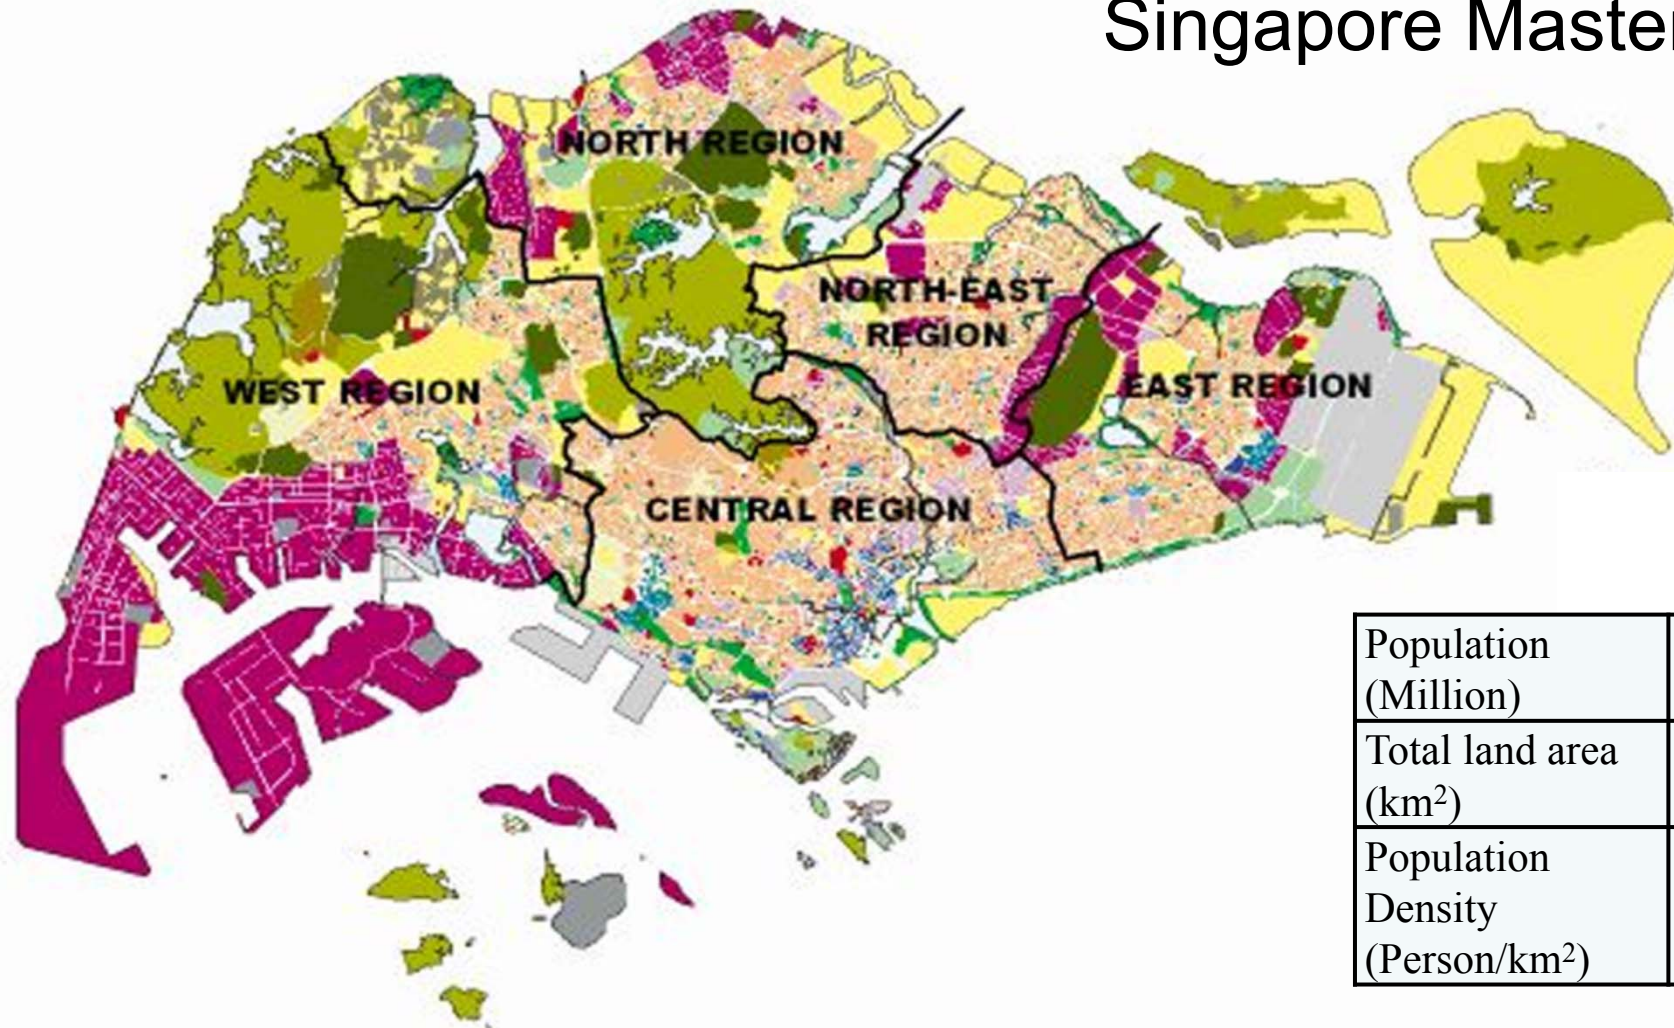 Singapore Master
NORTH REGION
NORTH-EAST
REGION
WEST REGION
EAST REGION
CENTRAL REGION
Population
(Million)
Total land area
(km²)
Population
Density
(Person/km²)